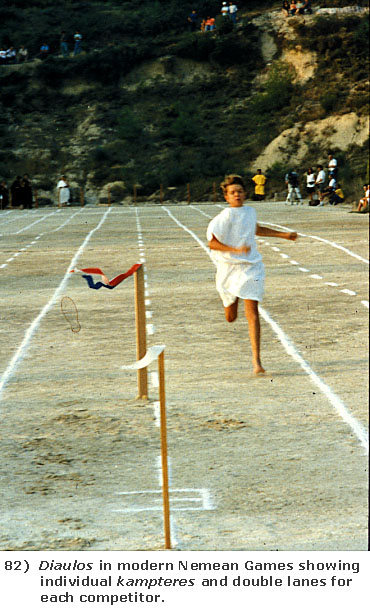 82) Diaulos in modern Nemean Games showing
individual kampteres and double lanes for
each competitor.